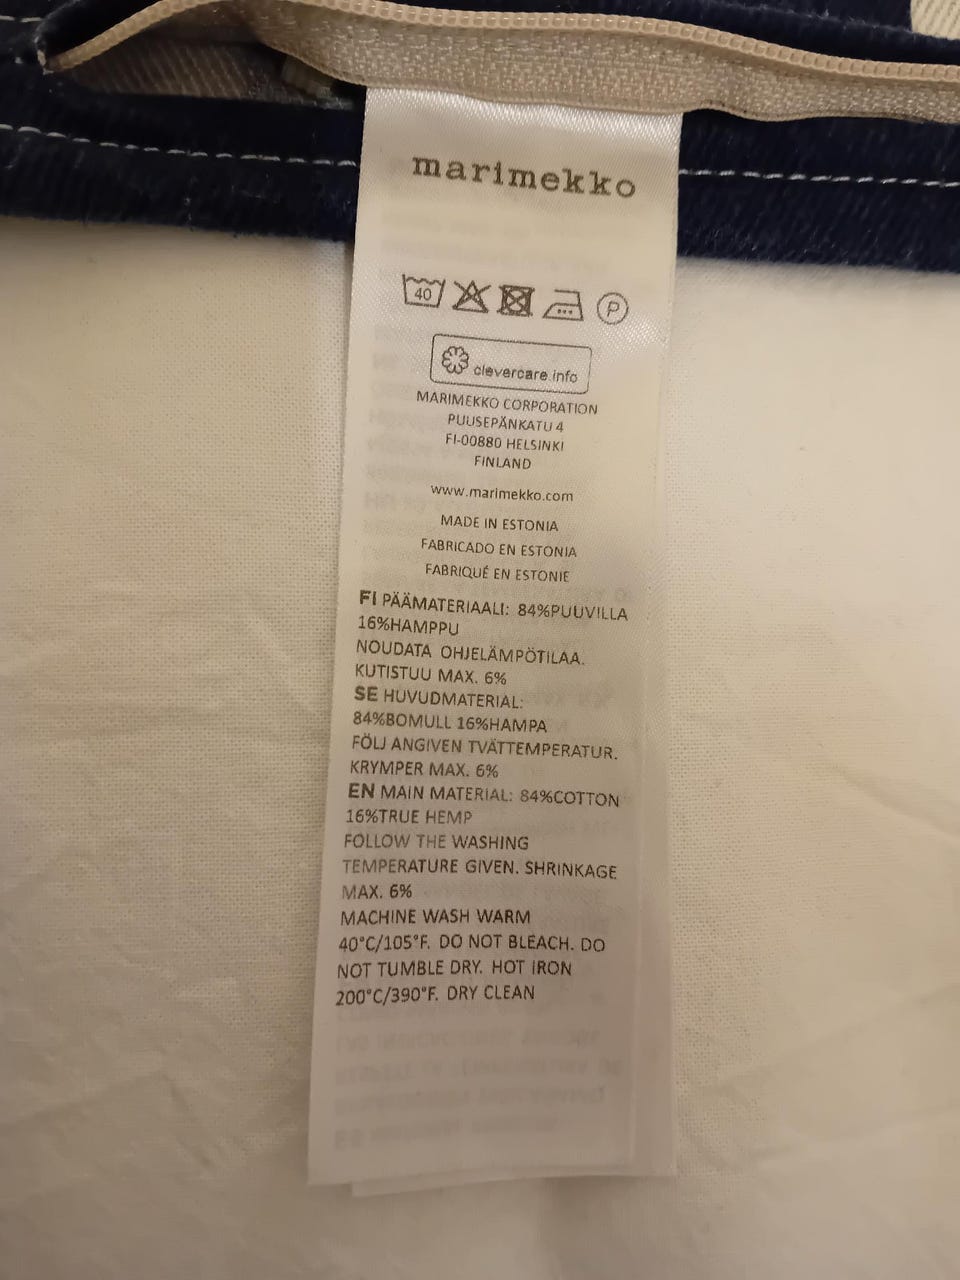 marimekko
40 P
clevercare.info
MARIMEKKO CORPORATION
PUUSEPÄNKATU 4
FI-00880 HELSINKI
FINLAND
www.marimekko.com
MADE IN ESTONIA
FABRICADO EN ESTONIA
FABRIQUÉ EN ESTONIE
FI PÄÄMATERIAALI: 84%PUUVILLA
16%HAMPPU
NOUDATA OHJELÄMPÖTILAA.
KUTISTUU MAX. 6%
SE HUVUDMATERIAL:
84%BOMULL 16%HAMPA
FÖLJ ANGIVEN TVÄTTEMPERATUR.
KRYMPER MAX. 6%
EN MAIN MATERIAL: 84%COTTON
16%TRUE HEMP
FOLLOW THE WASHING
TEMPERATURE GIVEN. SHRINKAGE
MAX. 6%
MACHINE WASH WARM
40°C/105°F. DO NOT BLEACH. DO
NOT TUMBLE DRY. HOT IRON
200°C/390°F. DRY CLEAN